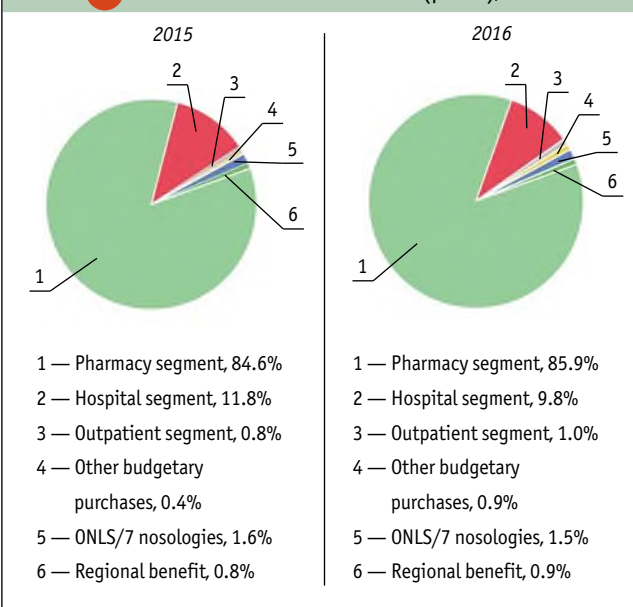 2015
2
3
4
5
6
1
1 — Pharmacy segment, 84.6%
2 — Hospital segment, 11.8%
3 — Outpatient segment, 0.8%
4 — Other budgetary
purchases, 0.4%
5 — ONLS/7 nosologies, 1.6%
6 — Regional benefit, 0.8%
2016
2
3
4
5
6
1
1 — Pharmacy segment, 85.9%
2 — Hospital segment, 9.8%
3 — Outpatient segment, 1.0%
4 — Other budgetary
purchases, 0.9%
5 — ONLS/7 nosologies, 1.5%
6 — Regional benefit, 0.9%